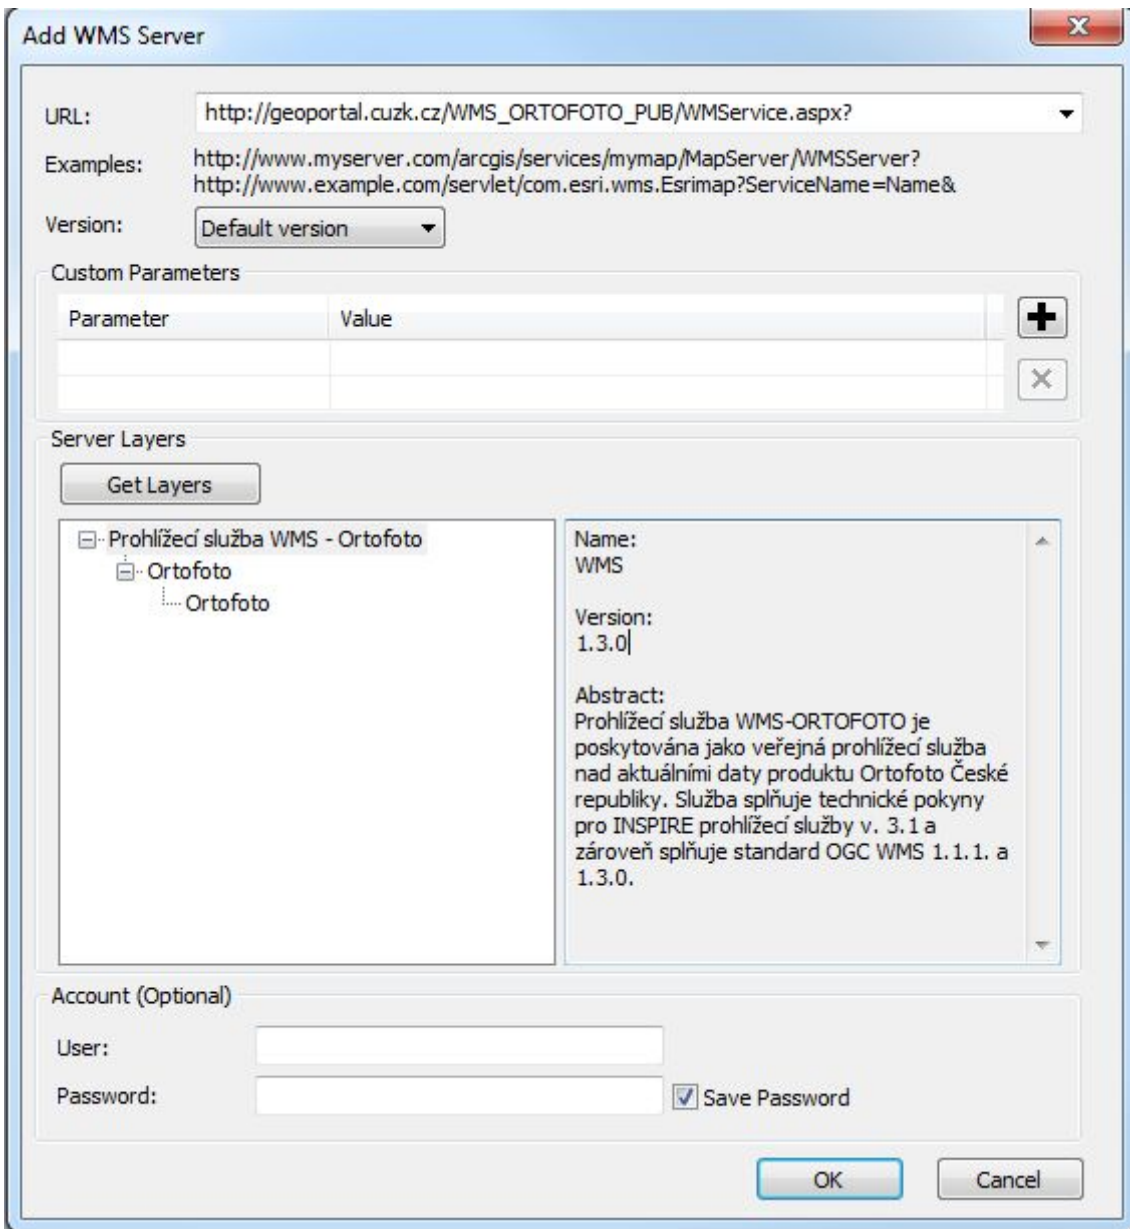 Add WMS Server
URL:
http://geoportal.cuzk.cz/WMS_ORTOFOTO_PUB/WMService.aspx?
Examples:
http://www.myserver.com/arcgis/services/mymap/MapServer/WMSServer?
http://www.example.com/servlet/com.esri.wms.Esrimap?ServiceName=Name&
Version:
Default version
Custom Parameters
Parameter Value
Server Layers
Get Layers
Prohlížecí služba WMS - Ortofoto
Ortofoto
Ortofoto
Name:
WMS
Version:
1.3.0
Abstract:
Prohlížecí služba WMS-ORTOFOTO je
poskytována jako veřejná prohlížecí služba
nad aktuálními daty produktu Ortofoto České
republiky. Služba splňuje technické pokyny
pro INSPIRE prohlížecí služby v. 3.1 a
zároveň splňuje standard OGC WMS 1.1.1. a
1.3.0.
Account (Optional)
User:
Password:
Save Password
OK
Cancel